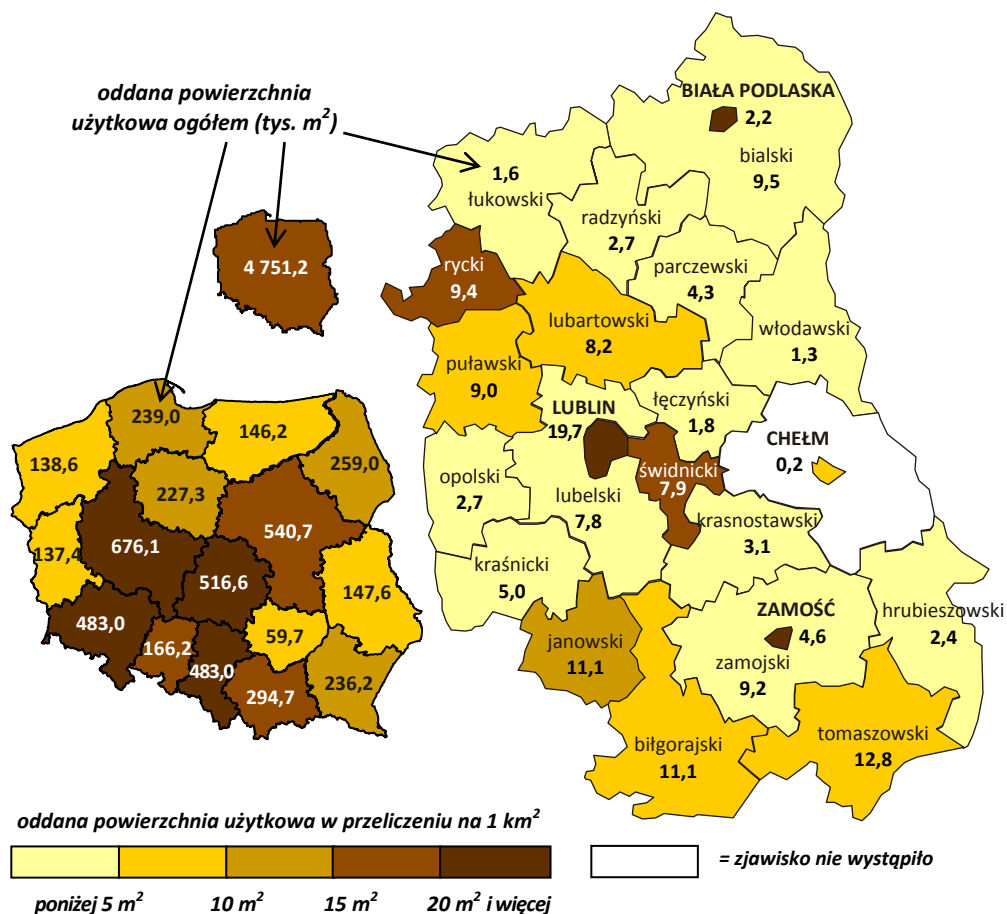 oddana powierzchnia
użytkowa ogółem (tys. m²)
4 751,2
239,0
146,2
138,6
259,0
227,3
540,7
676,1
137,4
516,6
147,6
483,0
166,2
59,7
483,0
294,7
236,2
BIAŁA PODLASKA
2,2
bialski
9,5
1,6
łukowski
radzyński
2,7
parczewski
4,3
rycki
9,4
lubartowski
8,2
włodawski
1,3
puławski
9,0
łęczyński
1,8
LUBLIN
19,7
CHEŁM
0,2
świdnicki
7,9
opolski
2,7
lubelski
7,8
krasnostawski
3,1
kraśnicki
5,0
ZAMOŚĆ
4,6
hrubieszowski
2,4
janowski
11,1
zamojski
9,2
biłgorajski
11,1
tomaszowski
12,8
oddana powierzchnia użytkowa w przeliczeniu na 1 km²
= zjawisko nie wystąpiło
poniżej 5 m² 10 m² 15 m² 20 m² i więcej